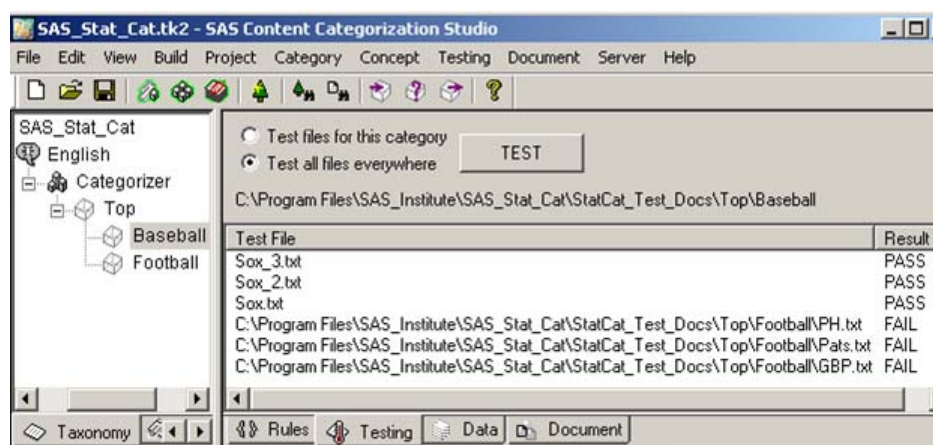 SAS_Stat_Cat.tk2 - SAS Content Categorization Studio
File Edit View Build Project Category Concept Testing Document Server Help
SAS_Stat_Cat
English
Categorizer
Top
Baseball
Football
Test files for this category
Test all files everywhere
TEST
C:\Program Files\SAS_Institute\SAS_Stat_Cat\StatCat_Test_Docs\Top\Baseball
Test File Result
Sox_3.txt PASS
Sox_2.txt PASS
Sox.txt PASS
C:\Program Files\SAS_Institute\SAS_Stat_Cat\StatCat_Test_Docs\Top\Football\PH.txt FAIL
C:\Program Files\SAS_Institute\SAS_Stat_Cat\StatCat_Test_Docs\Top\Football\Pats.txt FAIL
C:\Program Files\SAS_Institute\SAS_Stat_Cat\StatCat_Test_Docs\Top\Football\GBP.txt FAIL
Taxonomy
Rules Testing Data Document